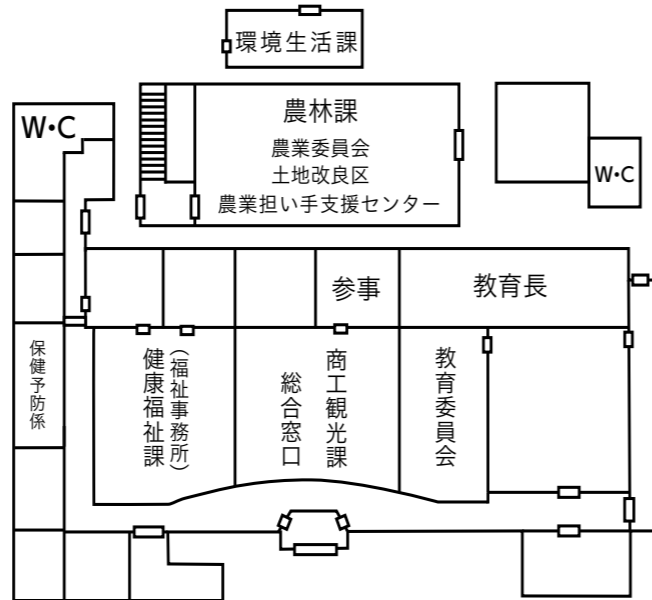 環境生活課
農林課
農業委員会
土地改良区
農業担い手支援センター
W・C
W・C
参事
教育長
保健予防係
(福祉事務所)
健康福祉課
商工観光課
総合窓口
教育委員会